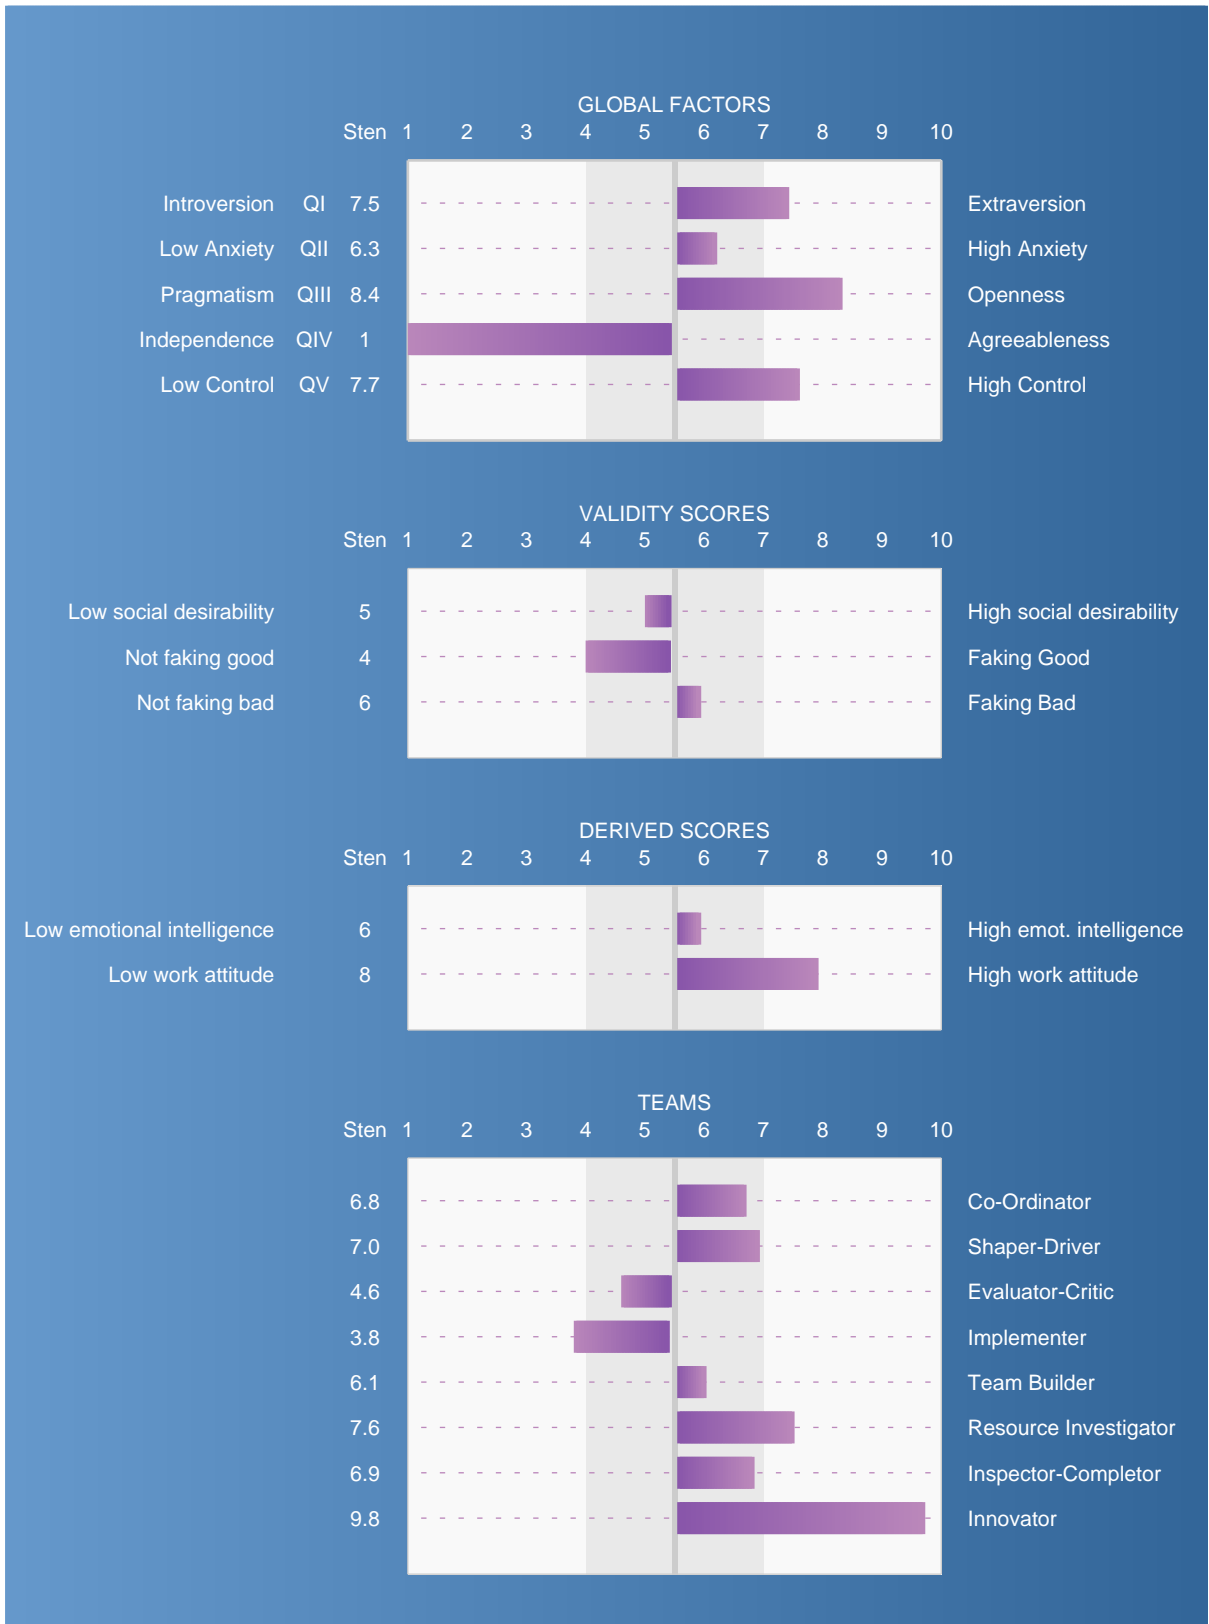 GLOBAL FACTORS
Sten 1 2 3 4 5 6 7 8 9 10
Introversion QI 7.5 Extraversion
Low Anxiety QII 6.3 High Anxiety
Pragmatism QIII 8.4 Openness
Independence QIV 1 Agreeableness
Low Control QV 7.7 High Control
VALIDITY SCORES
Sten 1 2 3 4 5 6 7 8 9 10
Low social desirability 5 High social desirability
Not faking good 4 Faking Good
Not faking bad 6 Faking Bad
DERIVED SCORES
Sten 1 2 3 4 5 6 7 8 9 10
Low emotional intelligence 6 High emot. intelligence
Low work attitude 8 High work attitude
TEAMS
Sten 1 2 3 4 5 6 7 8 9 10
6.8 Co-Ordinator
7.0 Shaper-Driver
4.6 Evaluator-Critic
3.8 Implementer
6.1 Team Builder
7.6 Resource Investigator
6.9 Inspector-Completor
9.8 Innovator